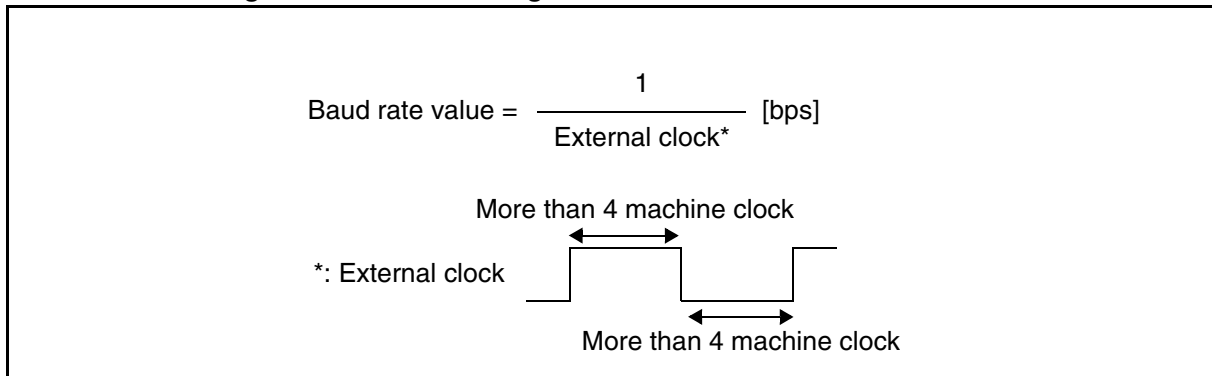 1
Baud rate value = [bps]
External clock*
More than 4 machine clock
*: External clock
More than 4 machine clock